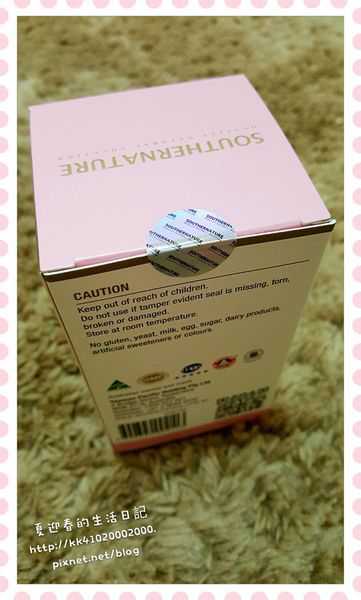 SOUTHERNATURE
SOUTHERNATURE
SOUTHERNATURE
CAUTION
Keep out of reach of children.
Do not use if tamper evident seal is missing, torn,
broken or damaged.
Store at room temperature.
No gluten, yeast, milk, egg, sugar, dairy products,
artificial sweeteners or colours.
夏迎春的生活日記
http://kk41020002000.
pixnet.net/blog